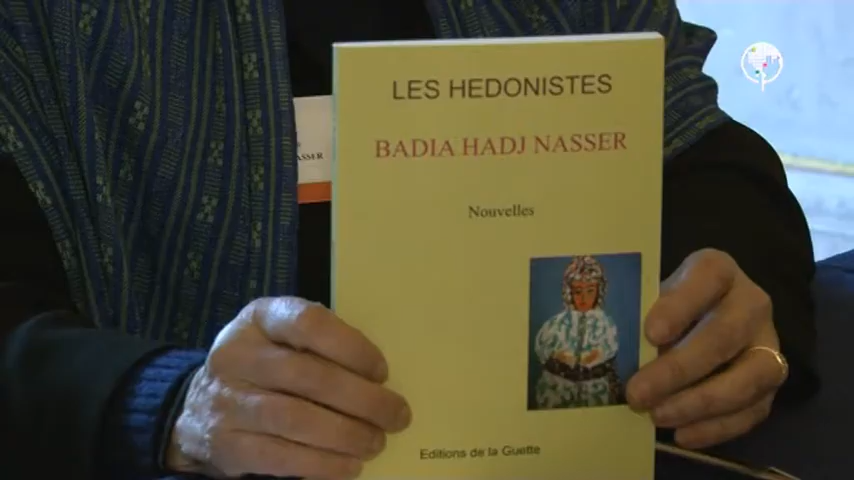 LES HEDONISTES
BADIA HADJ NASSER
Nouvelles
Editions de la Guette